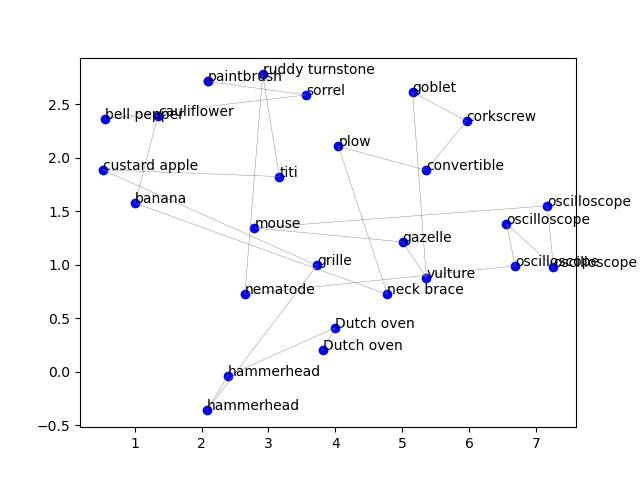 ruddy turnstone
paintbrush
goblet
sorrel
bell pepper
cauliflower
corkscrew
plow
custard apple
titi
convertible
banana
oscilloscope
mouse
oscilloscope
gazelle
grille
oscilloscope
oscilloscope
vulture
nematode
neck brace
Dutch oven
Dutch oven
hammerhead
hammerhead
2.5
2.0
1.5
1.0
0.5
0.0
−0.5
1 2 3 4 5 6 7